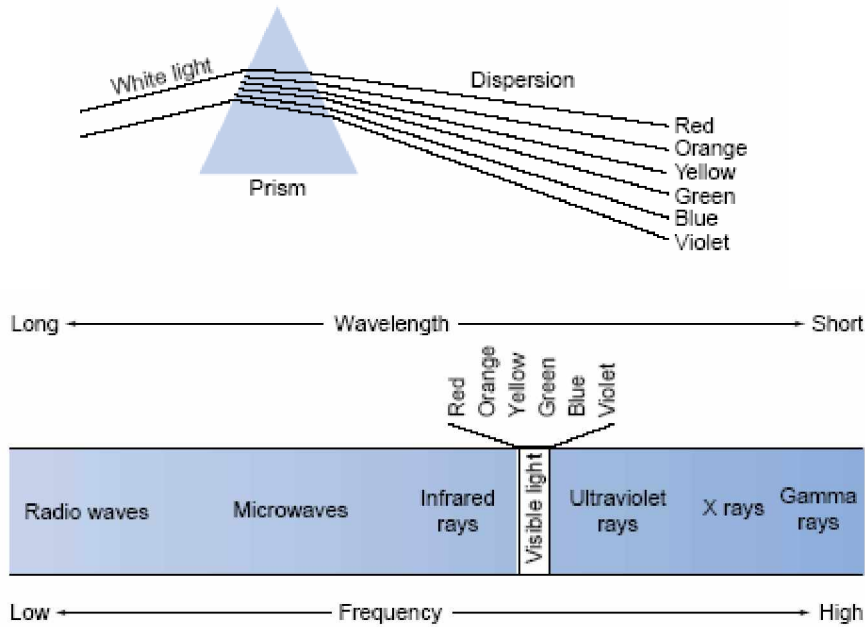 White light
Dispersion
Prism
Red
Orange
Yellow
Green
Blue
Violet
Long
Wavelength
Short
Red
Orange
Yellow
Green
Blue
Violet
Radio waves
Microwaves
Infrared
rays
Visible light
Ultraviolet
rays
X rays
Gamma
rays
Low
Frequency
High